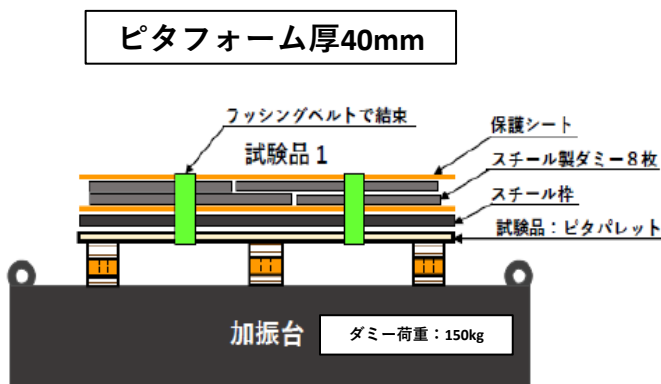 ピタフォーム厚40mm
ラッシングベルトで結束
保護シート
試験品1
スチール製ダミー8枚
スチール枠
試験品：ピタパレット
加振台
ダミー荷重：150kg